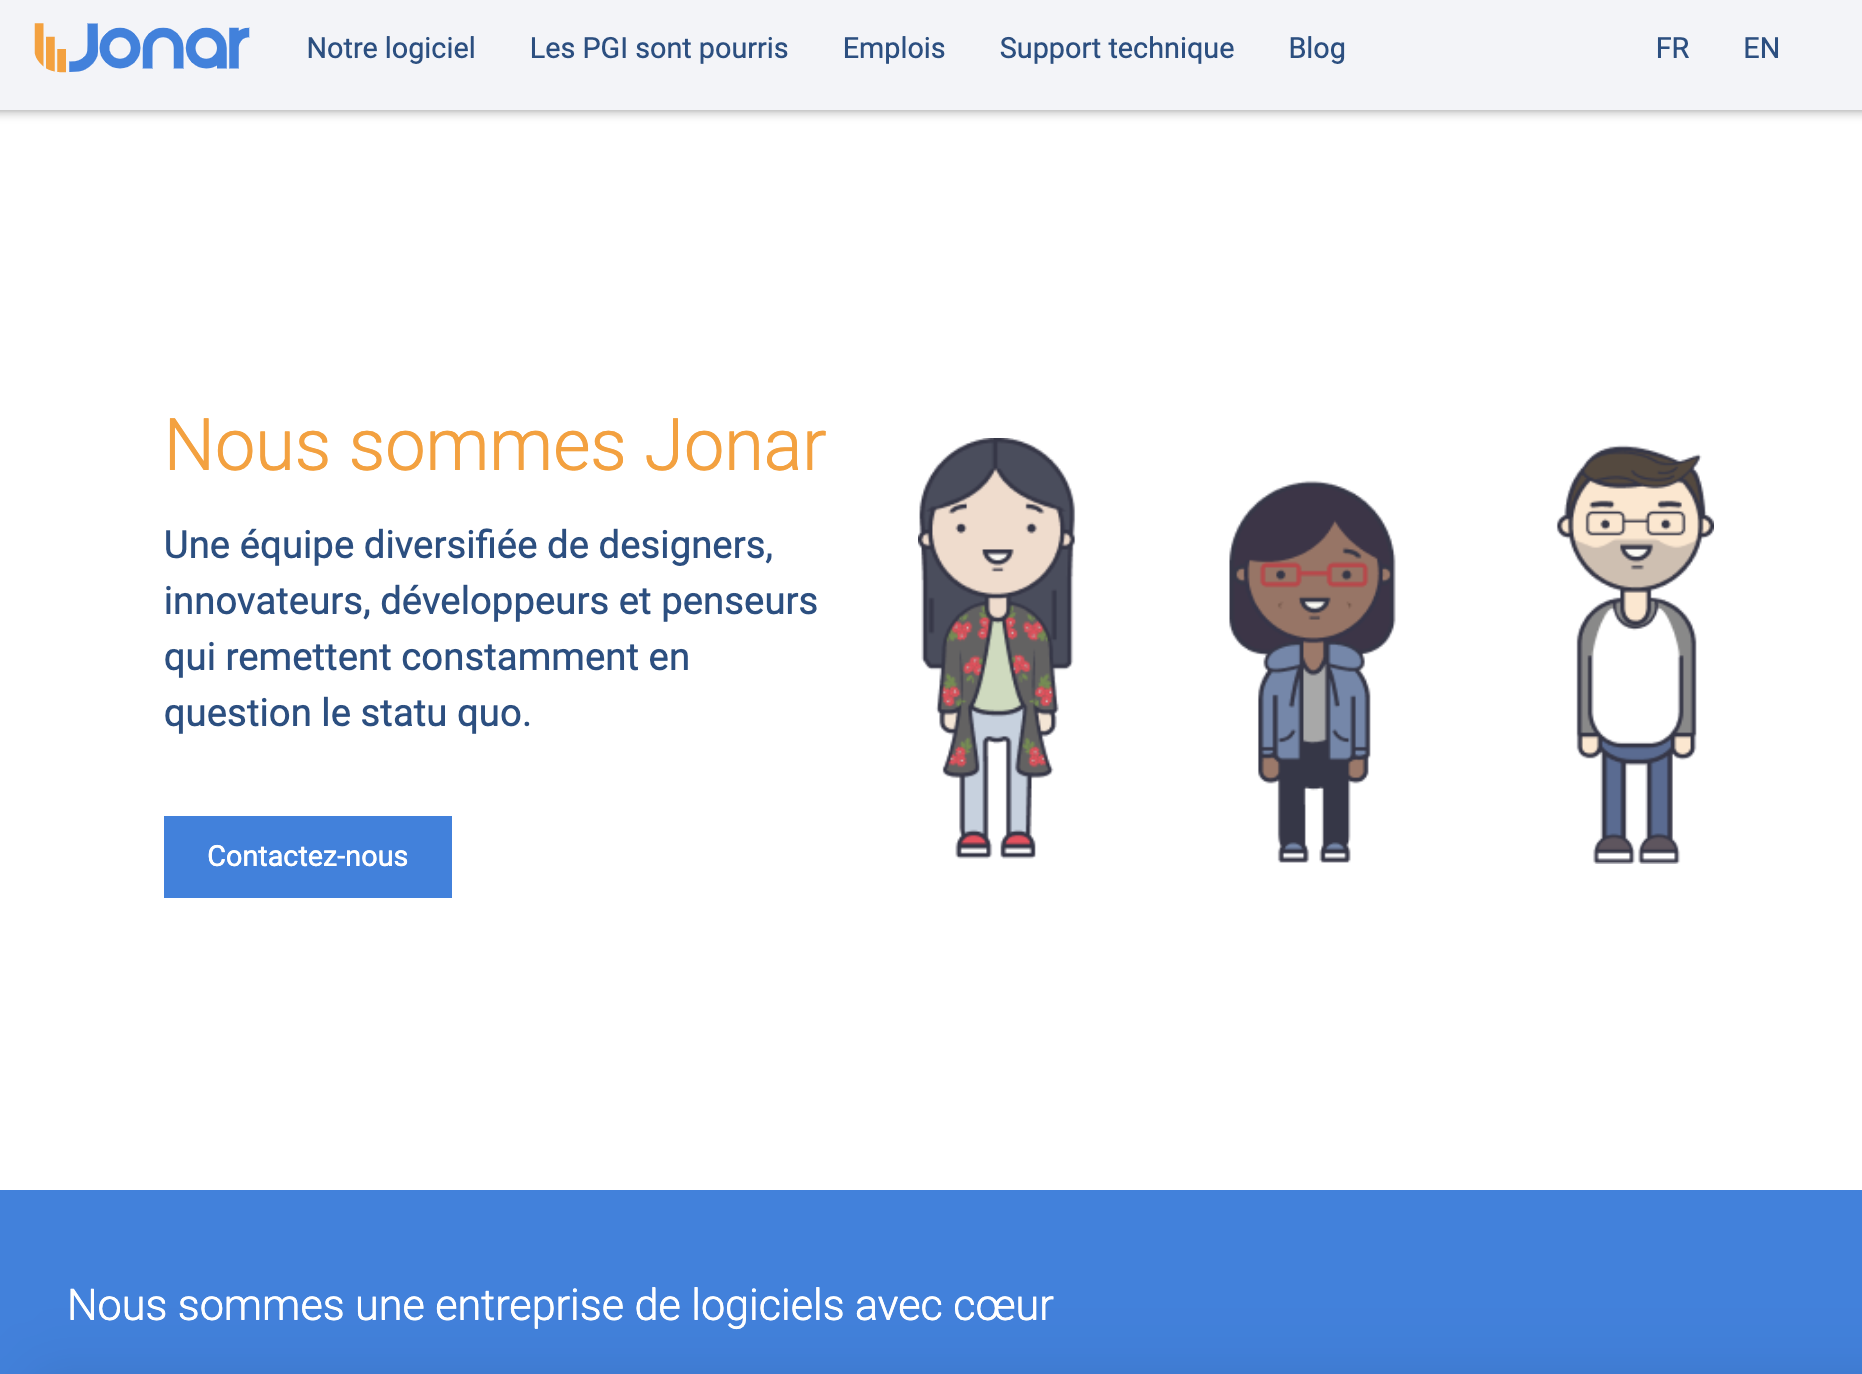 Jonar
Notre logiciel
Les PGI sont pourris
Emplois
Support technique
Blog
FR
EN
Nous sommes Jonar
Une équipe diversifiée de designers,
innovateurs, développeurs et penseurs
qui remettent constamment en
question le statu quo.
Contactez-nous
Nous sommes une entreprise de logiciels avec cœur